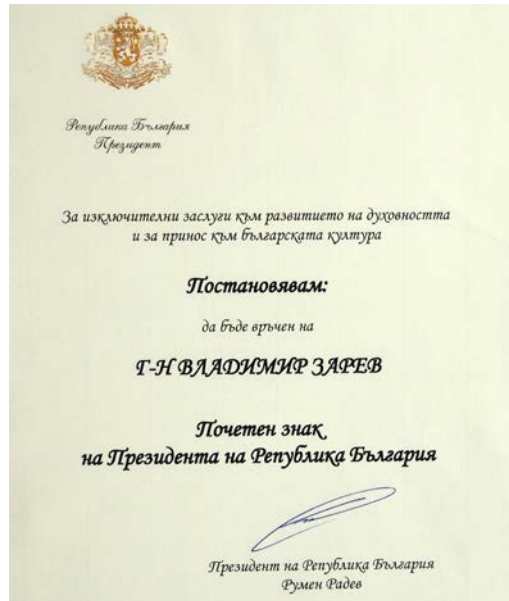 Република България
Президент
За изключителни заслуги към развитието на духовността
и за принос към българската култура
Постановявам:
да бъде връчен на
Г-Н ВЛАДИМИР ЗАРЕВ
Почетен знак
на Президента на Република България
Президент на Република България
Румен Радев